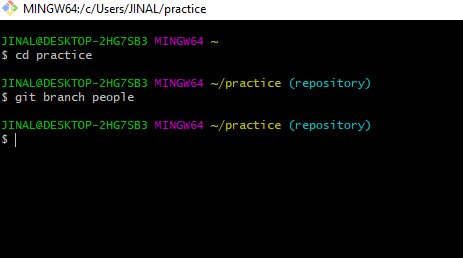 MINGW64:/c/Users/JINAL/practice
JINAL@DESKTOP-2HG7SB3 MINGW64 ~
$ cd practice
JINAL@DESKTOP-2HG7SB3 MINGW64 ~/practice (repository)
$ git branch people
JINAL@DESKTOP-2HG7SB3 MINGW64 ~/practice (repository)
$